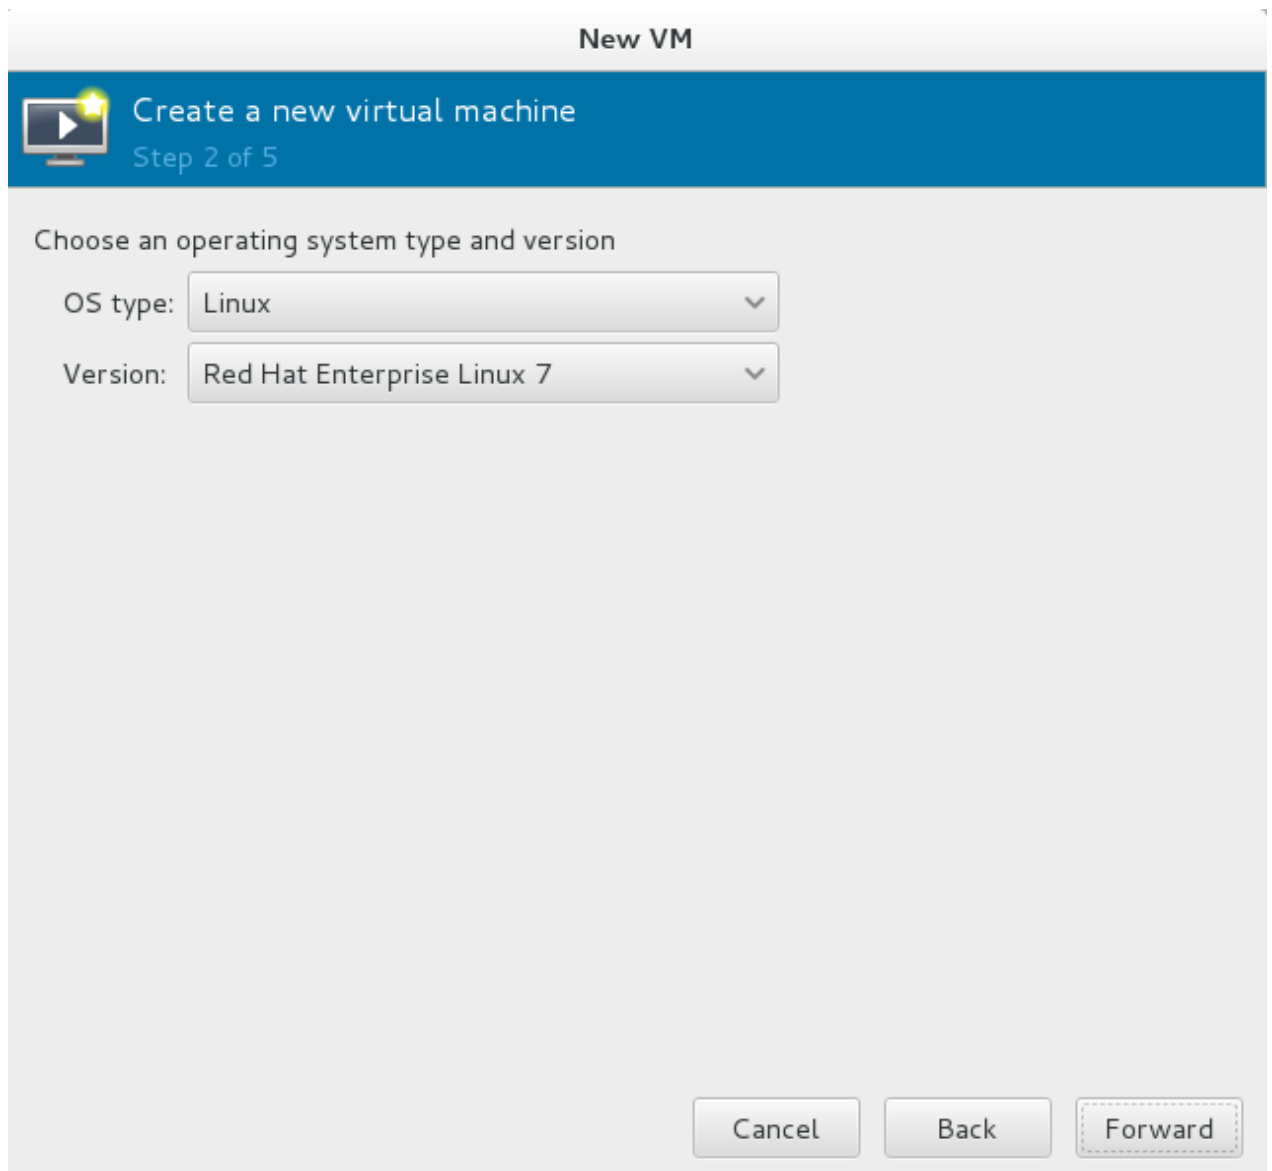 New VM
Create a new virtual machine
Step 2 of 5
Choose an operating system type and version
OS type: Linux
Version: Red Hat Enterprise Linux 7
Cancel Back Forward